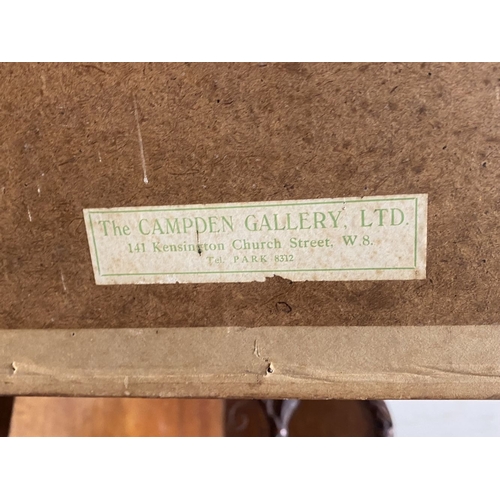 The CAMPDEN GALLERY, LTD.
141 Kensington Church Street, W.8.
Tel. PARK 8312